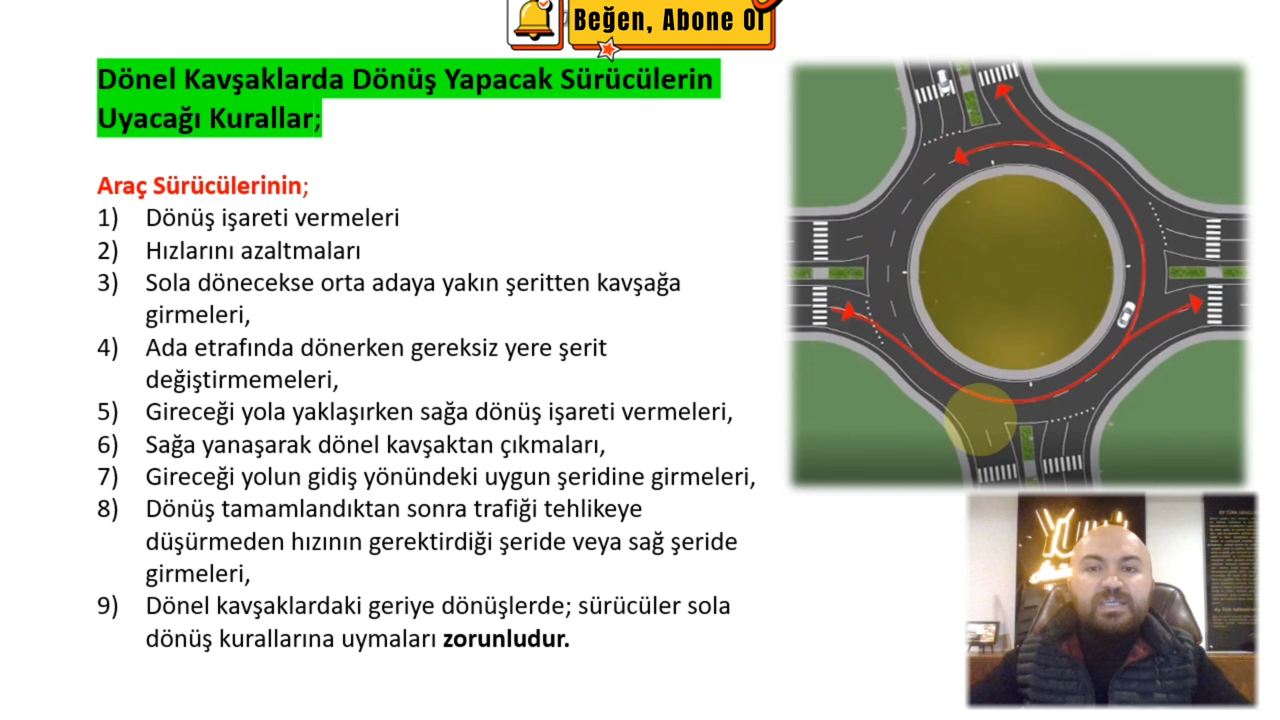 Beğen, Abone Ol
Dönel Kavşaklarda Dönüş Yapacak Sürücülerin
Uyacağı Kurallar;
Araç Sürücülerinin;
1) Dönüş işareti vermeleri
2) Hızlarını azaltmaları
3) Sola dönecekse orta adaya yakın şeritten kavşağa
girmeleri,
4) Ada etrafında dönerken gereksiz yere şerit
değiştirmemeleri,
5) Gireceği yola yaklaşırken sağa dönüş işareti vermeleri,
6) Sağa yanaşarak dönel kavşaktan çıkmaları,
7) Gireceği yolun gidiş yönündeki uygun şeridine girmeleri,
8) Dönüş tamamlandıktan sonra trafiği tehlikeye
düşürmeden hızının gerektirdiği şeride veya sağ şeride
girmeleri,
9) Dönel kavşaklardaki geriye dönüşlerde; sürücüler sola
dönüş kurallarına uymaları zorunludur.